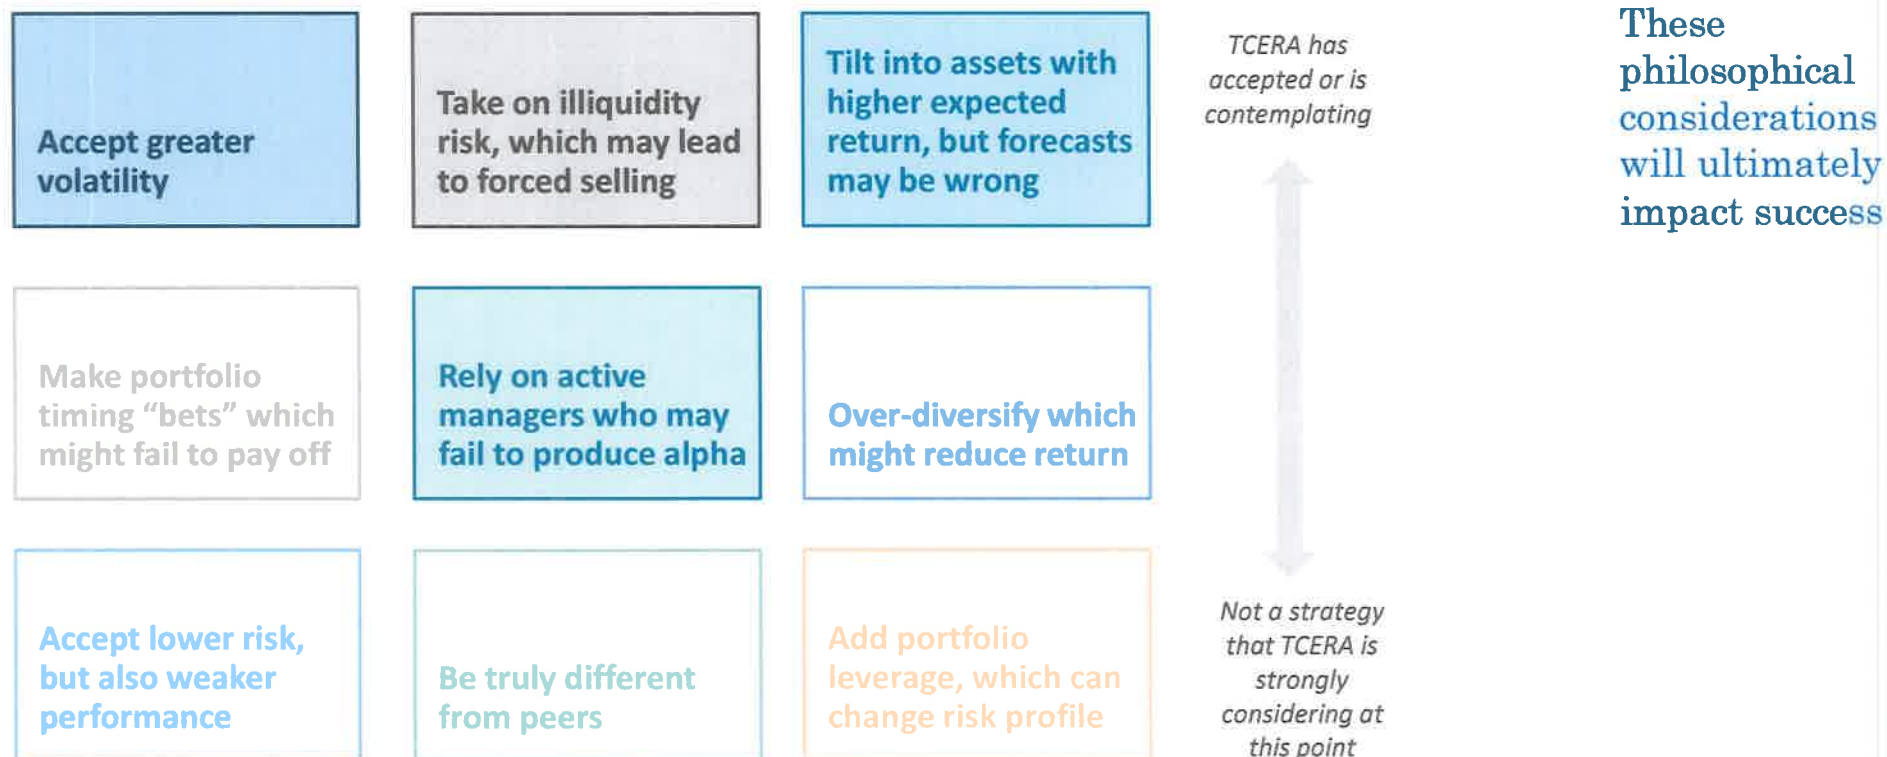 Accept greater
volatility
Take on illiquidity
risk, which may lead
to forced selling
Tilt into assets with
higher expected
return, but forecasts
may be wrong
TCERA has
accepted or is
contemplating
These
philosophical
considerations
will ultimately
impact success
Make portfolio
timing “bets” which
might fail to pay off
Rely on active
managers who may
fail to produce alpha
Over-diversify which
might reduce return
Accept lower risk,
but also weaker
performance
Be truly different
from peers
Add portfolio
leverage, which can
change risk profile
Not a strategy
that TCERA is
strongly
considering at
this point